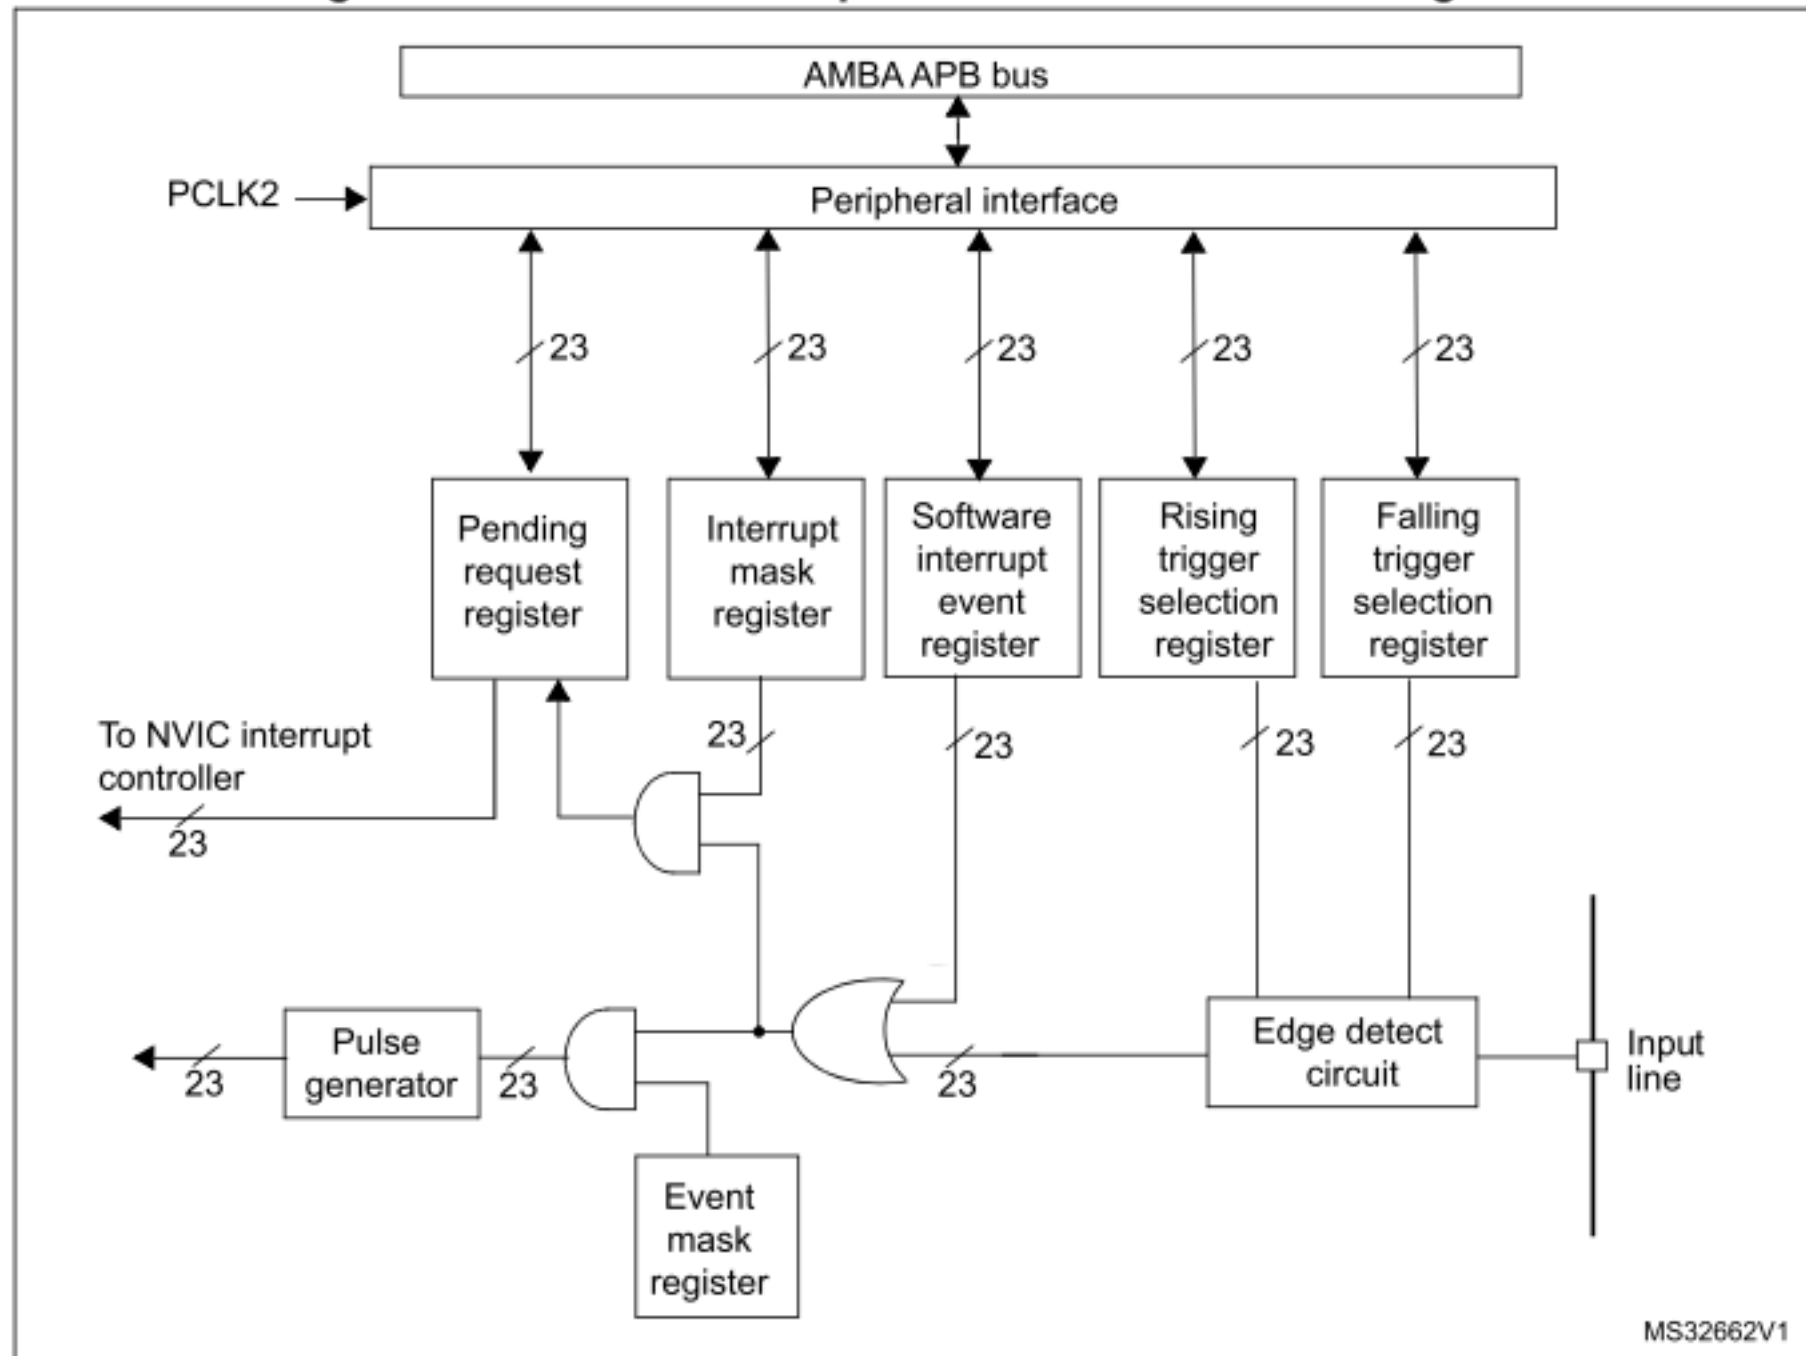 AMBA APB bus
PCLK2
Peripheral interface
23
23
23
23
23
Pending
request
register
Interrupt
mask
register
Software
interrupt
event
register
Rising
trigger
selection
register
Falling
trigger
selection
register
To NVIC interrupt
controller
23
23
23
23
23
Pulse
generator
23
23
23
Edge detect
circuit
Input
line
Event
mask
register
MS32662V1